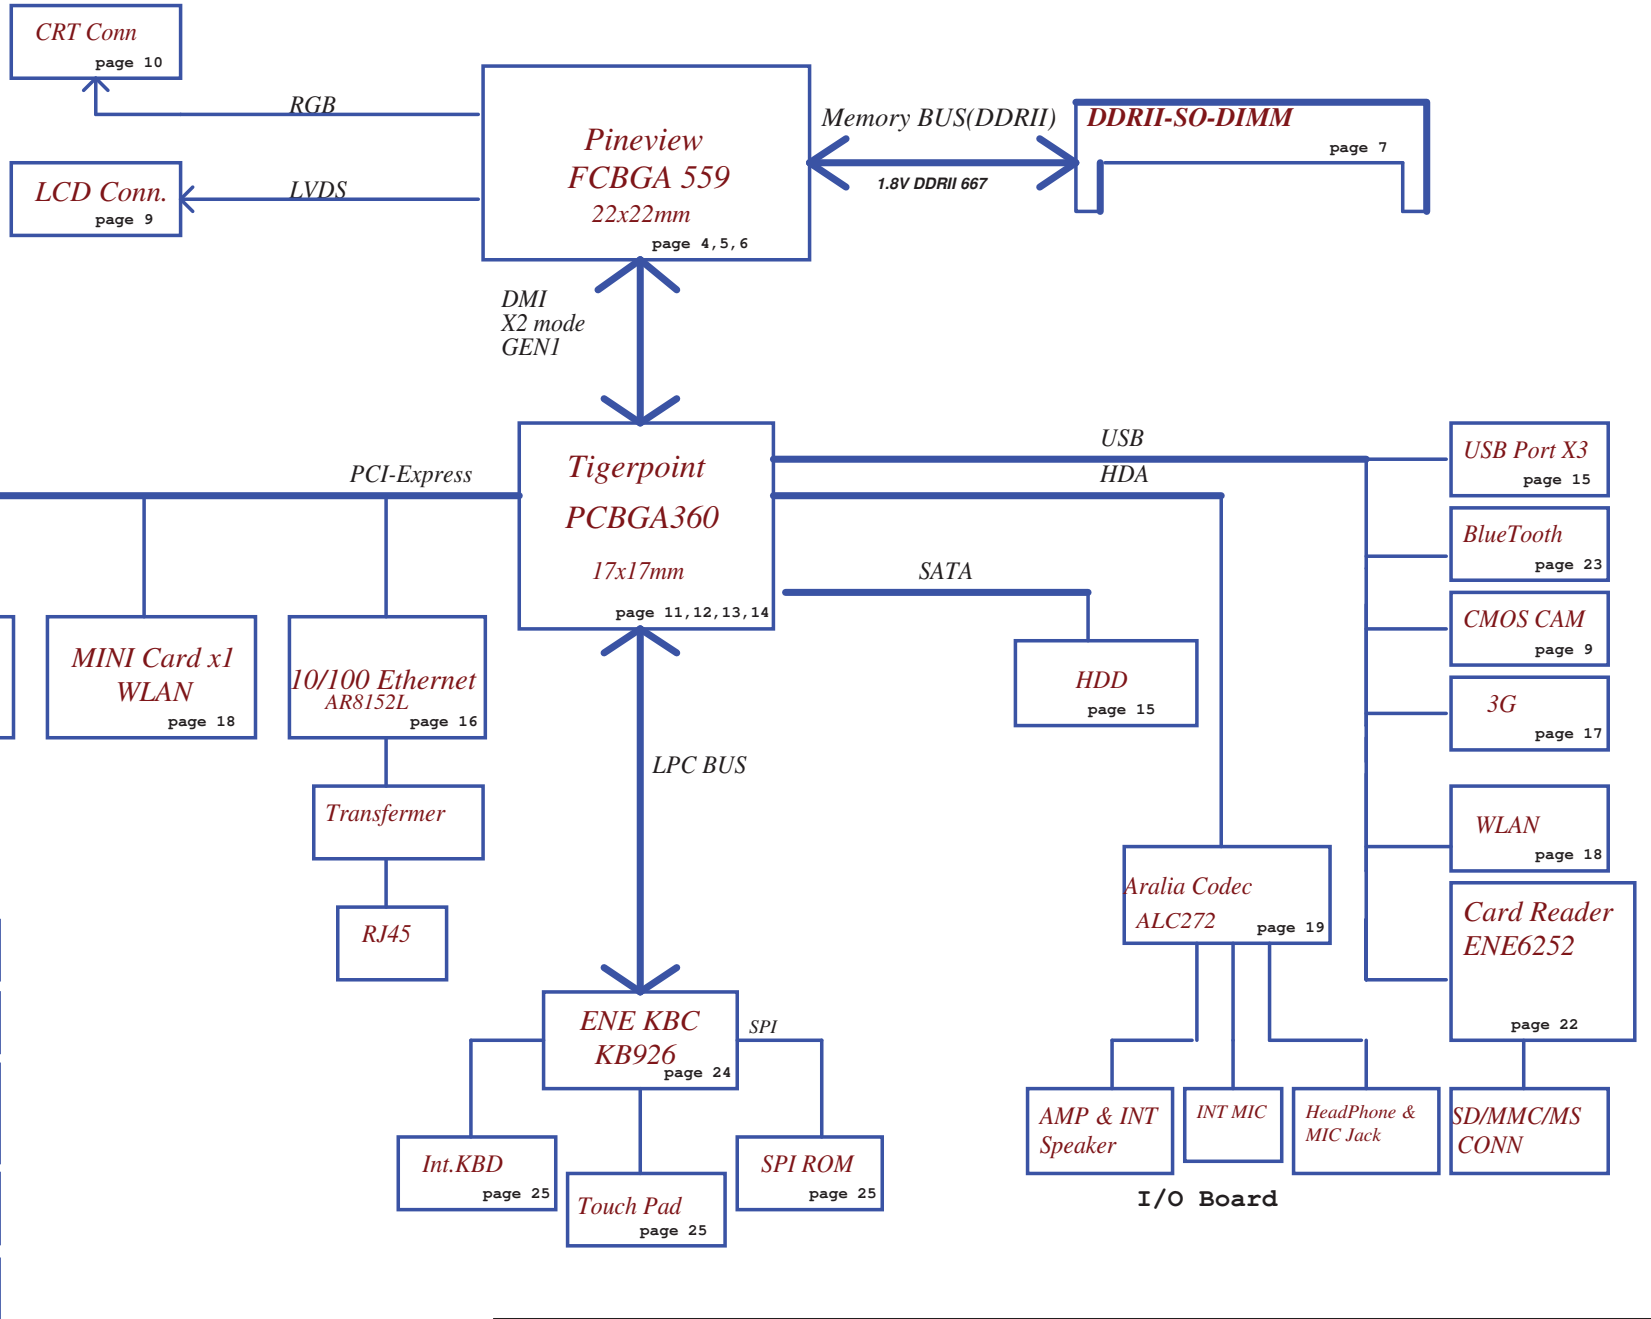 CRT Conn
page 10
RGB
LCD Conn.
page 9
LVDS
Pineview
FCBGA 559
22x22mm
page 4,5,6
Memory BUS(DDRII)
1.8V DDRII 667
DDRII-SO-DIMM
page 7
DMI
X2 mode
GEN1
PCI-Express
Tigerpoint
PCBGA360
17x17mm
page 11,12,13,14
USB
HDA
SATA
USB Port X3
page 15
BlueTooth
page 23
CMOS CAM
page 9
3G
page 17
WLAN
page 18
Card Reader
ENE6252
page 22
SD/MMC/MS
CONN
MINI Card x1
WLAN
page 18
10/100 Ethernet
AR8152L
page 16
Transfermer
RJ45
HDD
page 15
LPC BUS
Aralia Codec
ALC272
page 19
ENE KBC
KB926
page 24
SPI
Int.KBD
page 25
Touch Pad
page 25
SPI ROM
page 25
AMP & INT
Speaker
INT MIC
HeadPhone &
MIC Jack
I/O Board